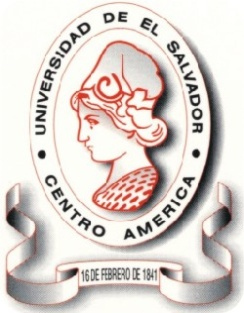 UNIVERSIDAD DE EL SALVADOR
CENTRO AMERICA
16 DE FEBRERO DE 1841